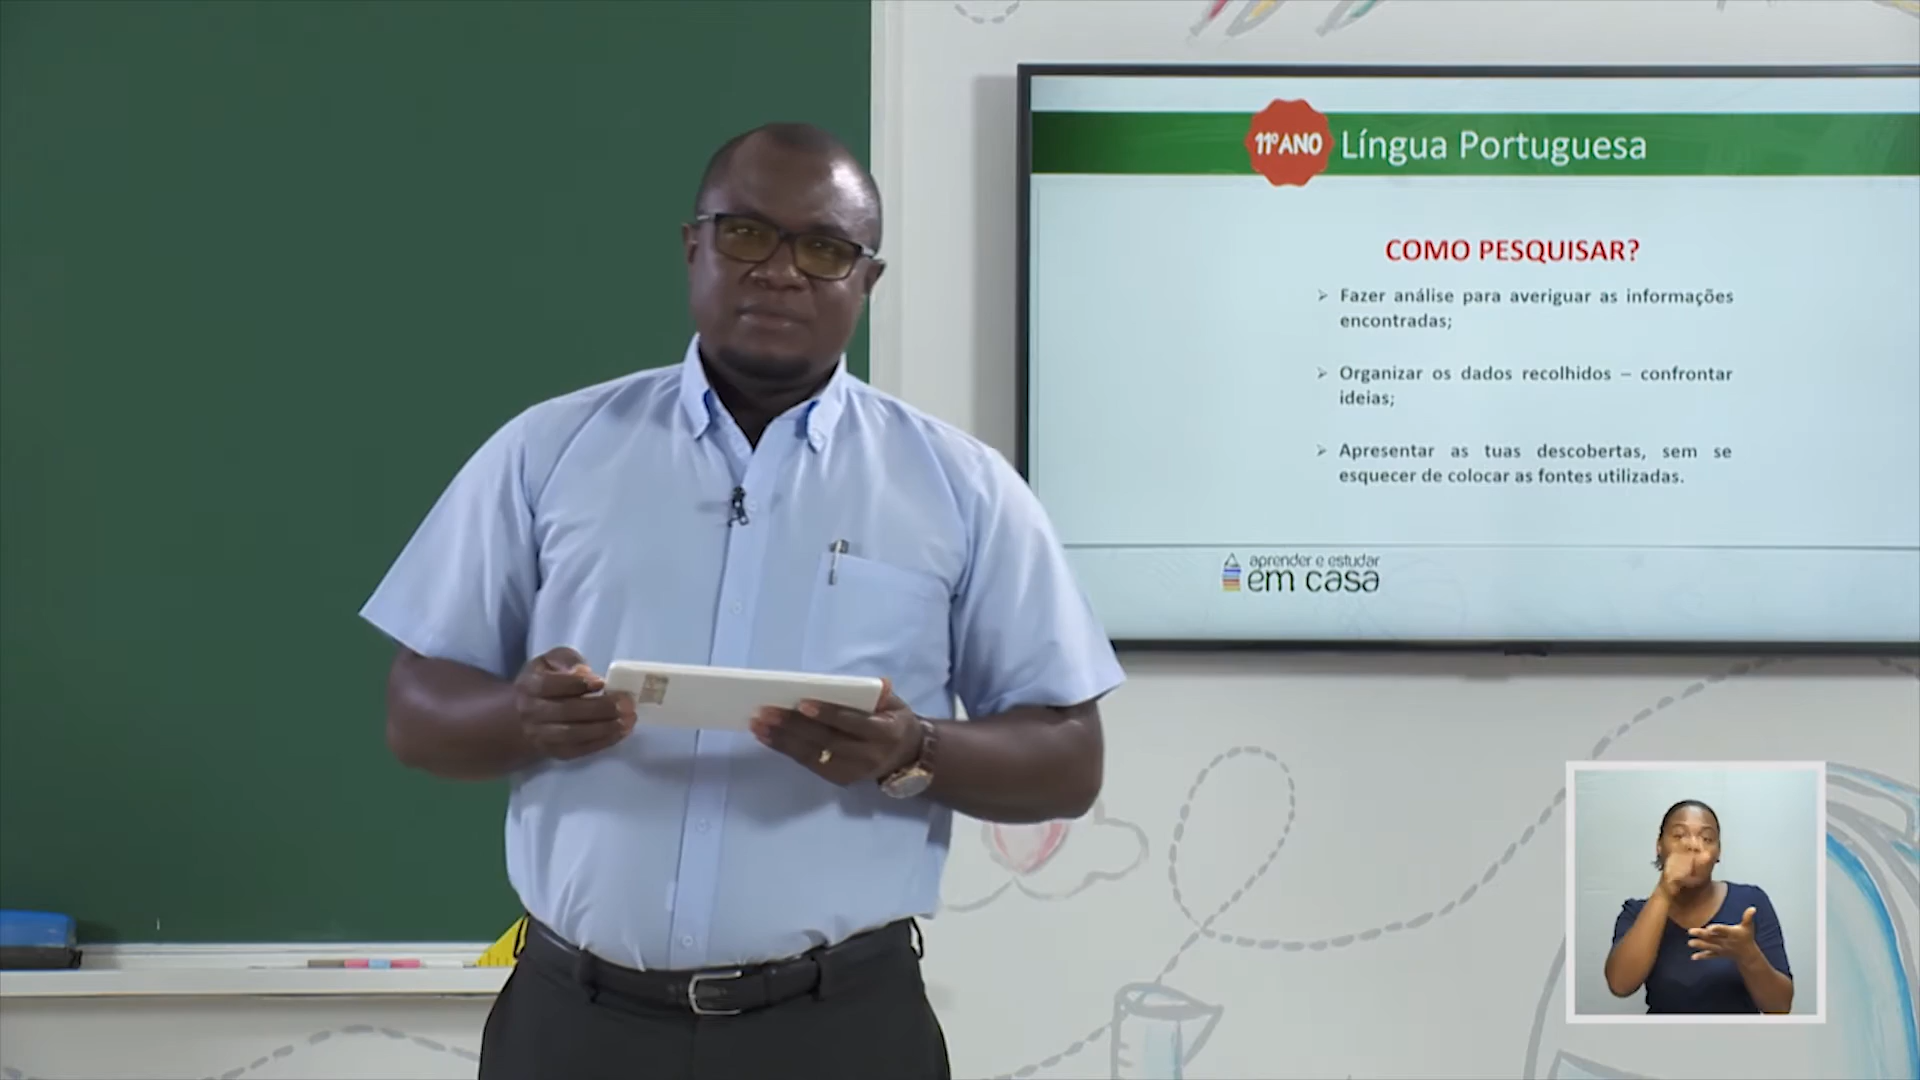 11º ANO Língua Portuguesa
COMO PESQUISAR?
➢ Fazer análise para averiguar as informações
encontradas;
➢ Organizar os dados recolhidos – confrontar
ideias;
➢ Apresentar as tuas descobertas, sem se
esquecer de colocar as fontes utilizadas.
aprender e estudar
em casa